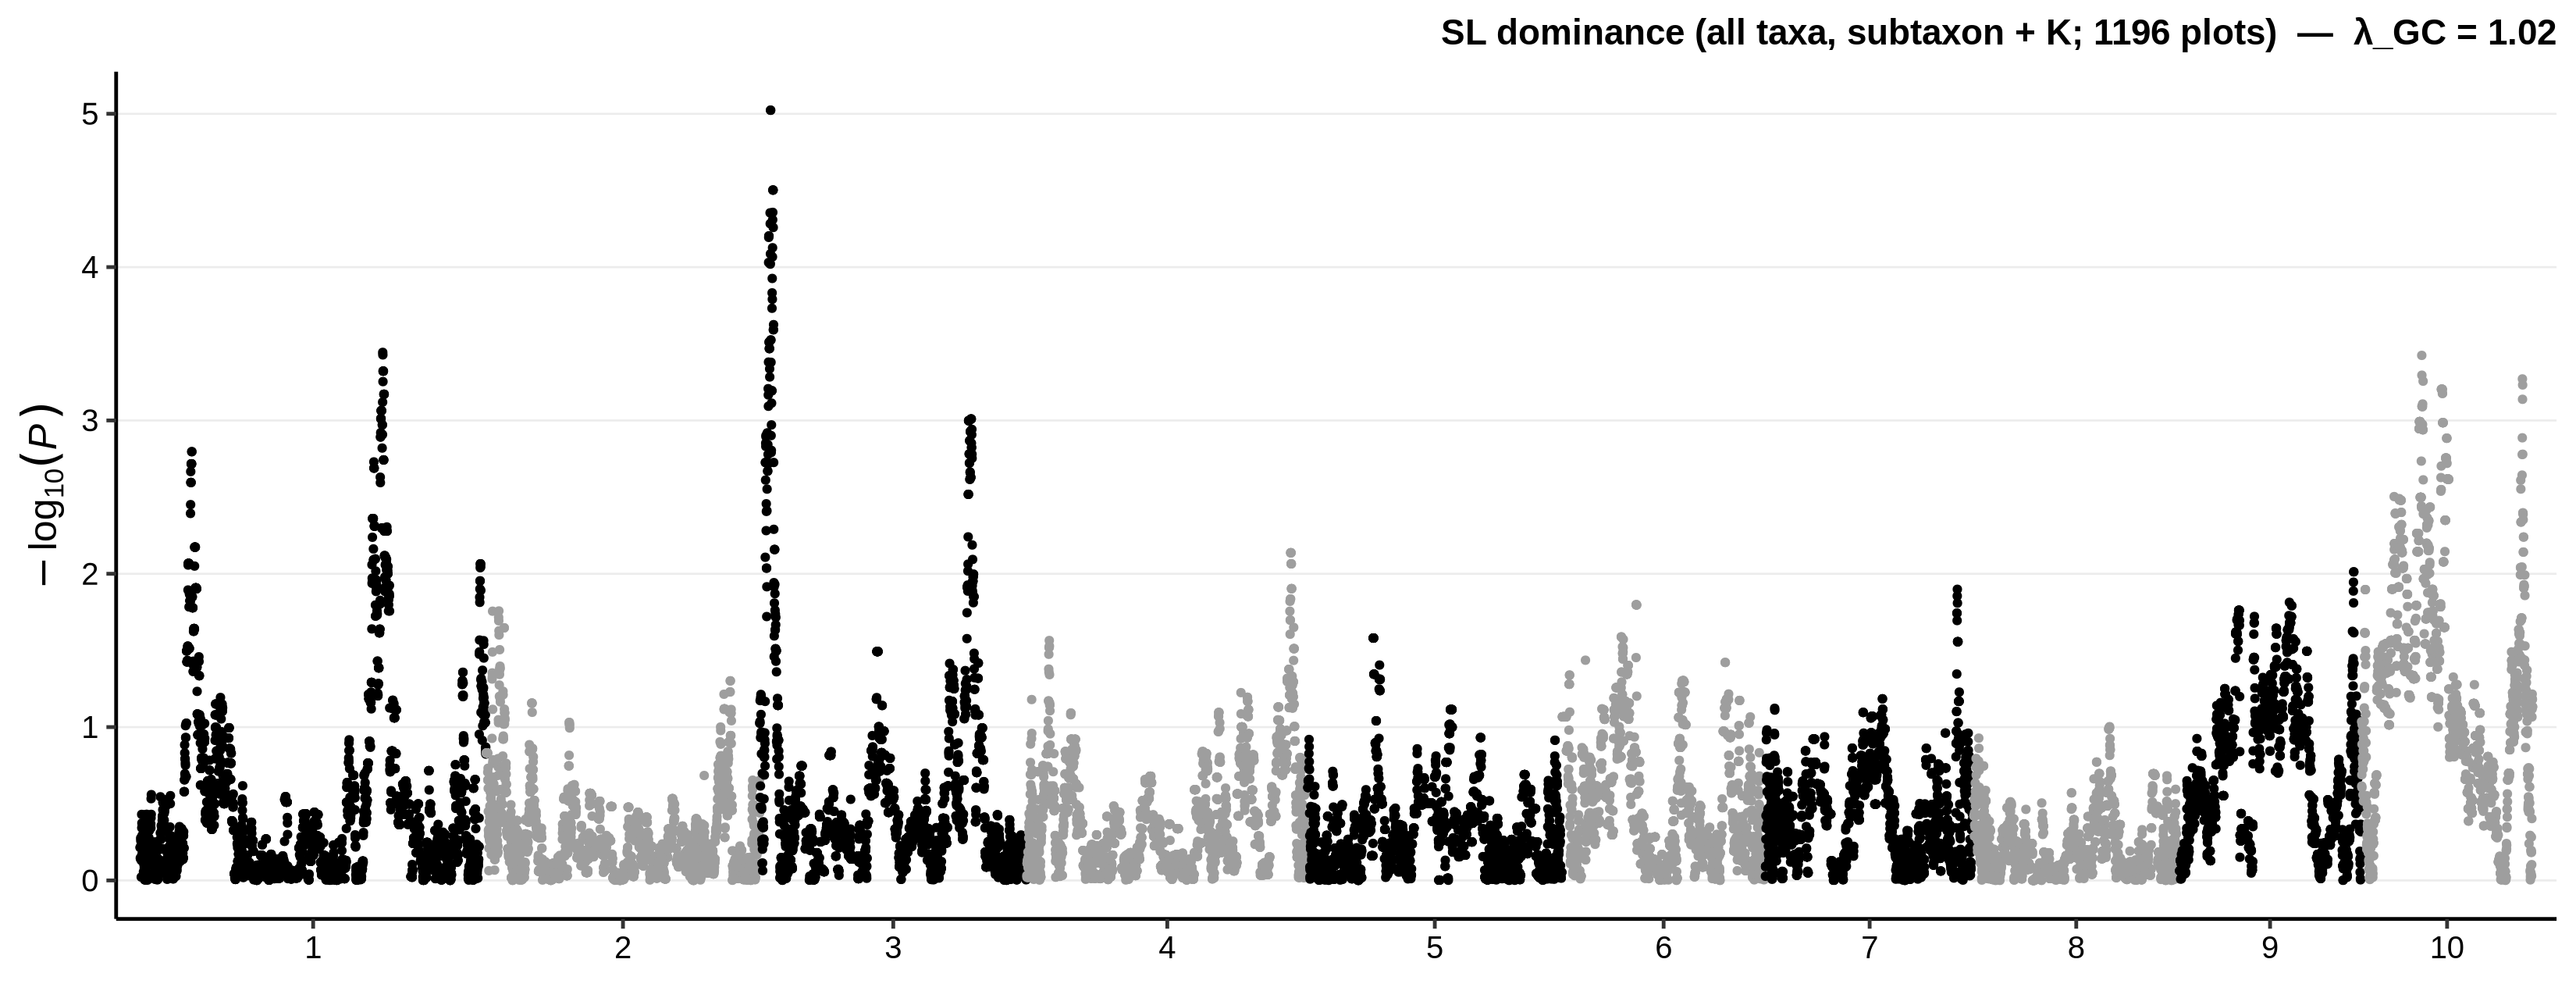 SL dominance (all taxa, subtaxon + K; 1196 plots) — λ_GC = 1.02
5
4
3
2
1
0
− log10(P)
1 2 3 4 5 6 7 8 9 10